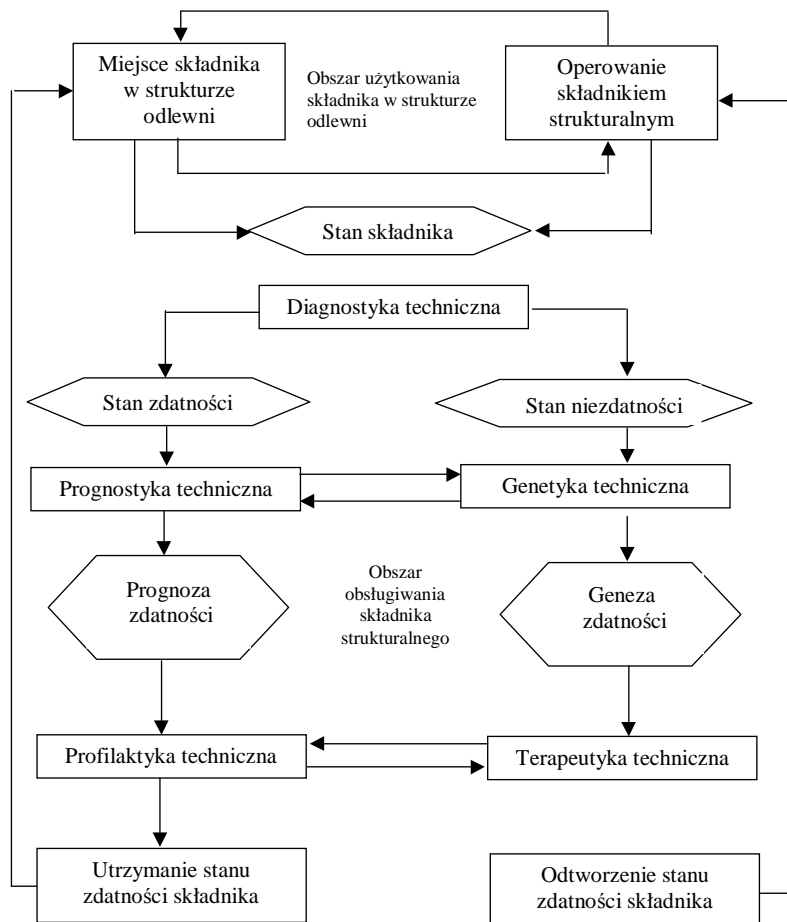 Miejsce składnika
w strukturze
odlewni
Obszar użytkowania
składnika w strukturze
odlewni
Operowanie
składnikiem
strukturalnym
Stan składnika
Diagnostyka techniczna
Stan zdatności
Stan niezdatności
Prognostyka techniczna
Genetyka techniczna
Prognoza
zdatności
Obszar
obsługiwania
składnika
strukturalnego
Geneza
zdatności
Profilaktyka techniczna
Terapeutyka techniczna
Utrzymanie stanu
zdatności składnika
Odtworzenie stanu
zdatności składnika